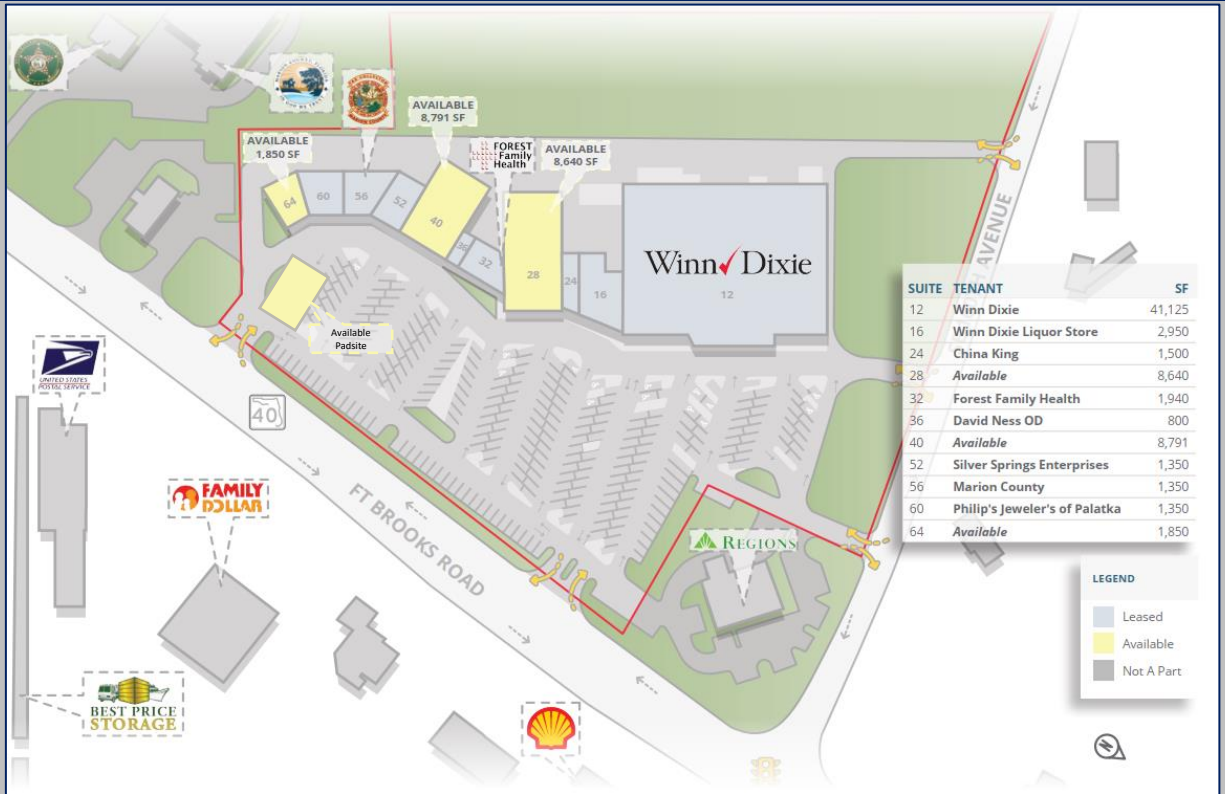 AVAILABLE
1,850 SF
AVAILABLE
8,791 SF
FOREST
Family
Health
AVAILABLE
8,640 SF
64
60
56
52
40
36
32
28
24
16
12
Winn Dixie
Available
Padsite
UNITED STATES
POSTAL SERVICE
40
FAMILY
DOLLAR
FT BROOKS ROAD
AVENUE
REGIONS
BEST PRICE
STORAGE
SUITE TENANT SF
12 Winn Dixie 41,125
16 Winn Dixie Liquor Store 2,950
24 China King 1,500
28 Available 8,640
32 Forest Family Health 1,940
36 David Ness OD 800
40 Available 8,791
52 Silver Springs Enterprises 1,350
56 Marion County 1,350
60 Philip's Jeweler's of Palatka 1,350
64 Available 1,850
LEGEND
Leased
Available
Not A Part
N